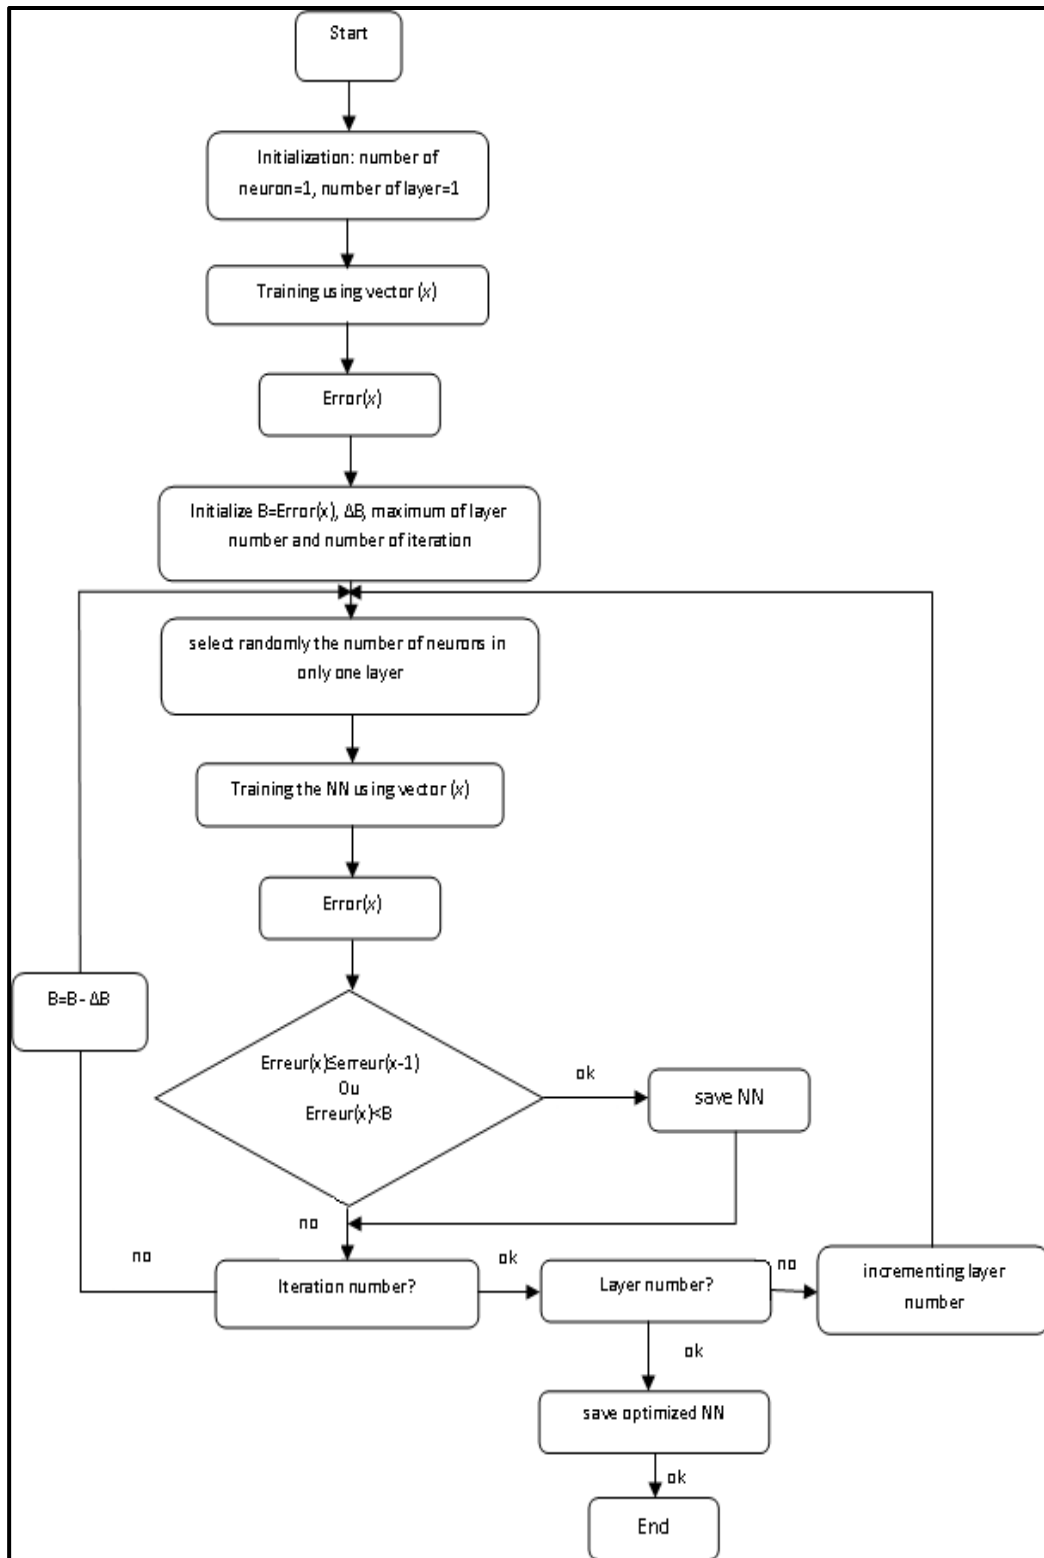 Start
Initialization: number of
neuron=1, number of layer=1
Training using vector (x)
Error(x)
Initialize B=Error(x), ΔB, maximum of layer
number and number of iteration
select randomly the number of neurons in
only one layer
Training the NN using vector (x)
Error(x)
B=B - ΔB
Erreur(x)≤erreur(x-1)
Ou
Erreur(x)<B
ok
save NN
no
no
Iteration number?
ok
Layer number?
no
incrementing layer
number
ok
save optimized NN
ok
End